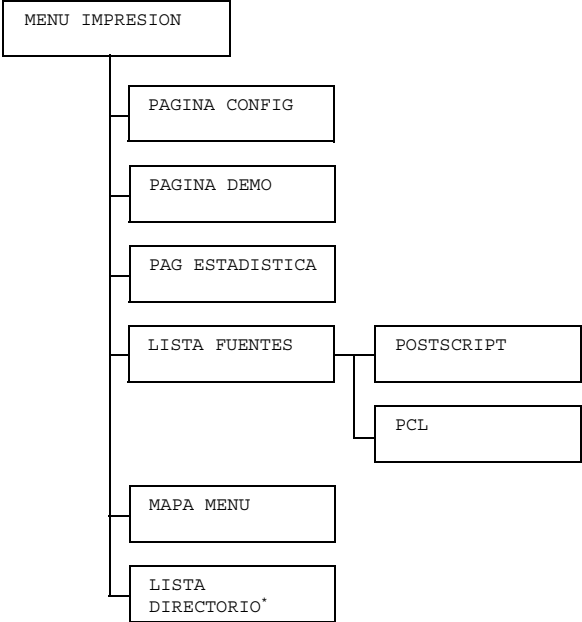 MENU IMPRESION
PAGINA CONFIG
PAGINA DEMO
PAG ESTADISTICA
LISTA FUENTES
POSTSCRIPT
PCL
MAPA MENU
LISTA
DIRECTORIO*